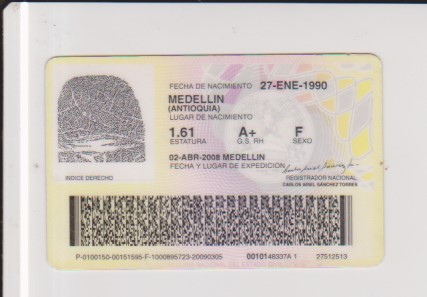 FECHA DE NACIMIENTO 27-ENE-1990
MEDELLIN
(ANTIOQUIA)
LUGAR DE NACIMIENTO
1.61 A+ F
ESTATURA G.S. RH SEXO
02-ABR-2008 MEDELLIN
FECHA Y LUGAR DE EXPEDICION
INDICE DERECHO
REGISTRADOR NACIONAL
CARLOS ARIEL SÁNCHEZ TORRES
P-0100150-00151595-F-1000895723-20090305 0010148337A 1 27512513